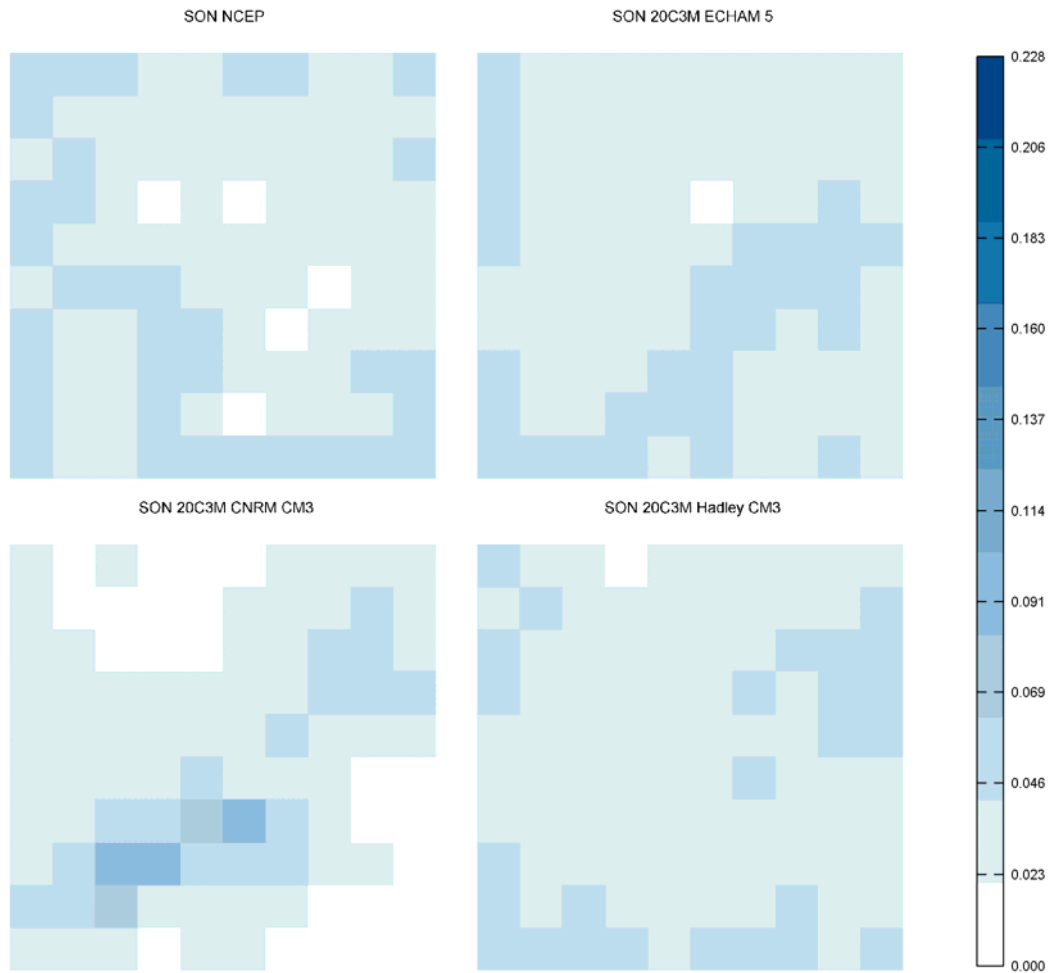 SON NCEP
SON 20C3M ECHAM 5
SON 20C3M CNRM CM3
SON 20C3M Hadley CM3
0.228
0.206
0.183
0.160
0.137
0.114
0.091
0.069
0.046
0.023
0.000